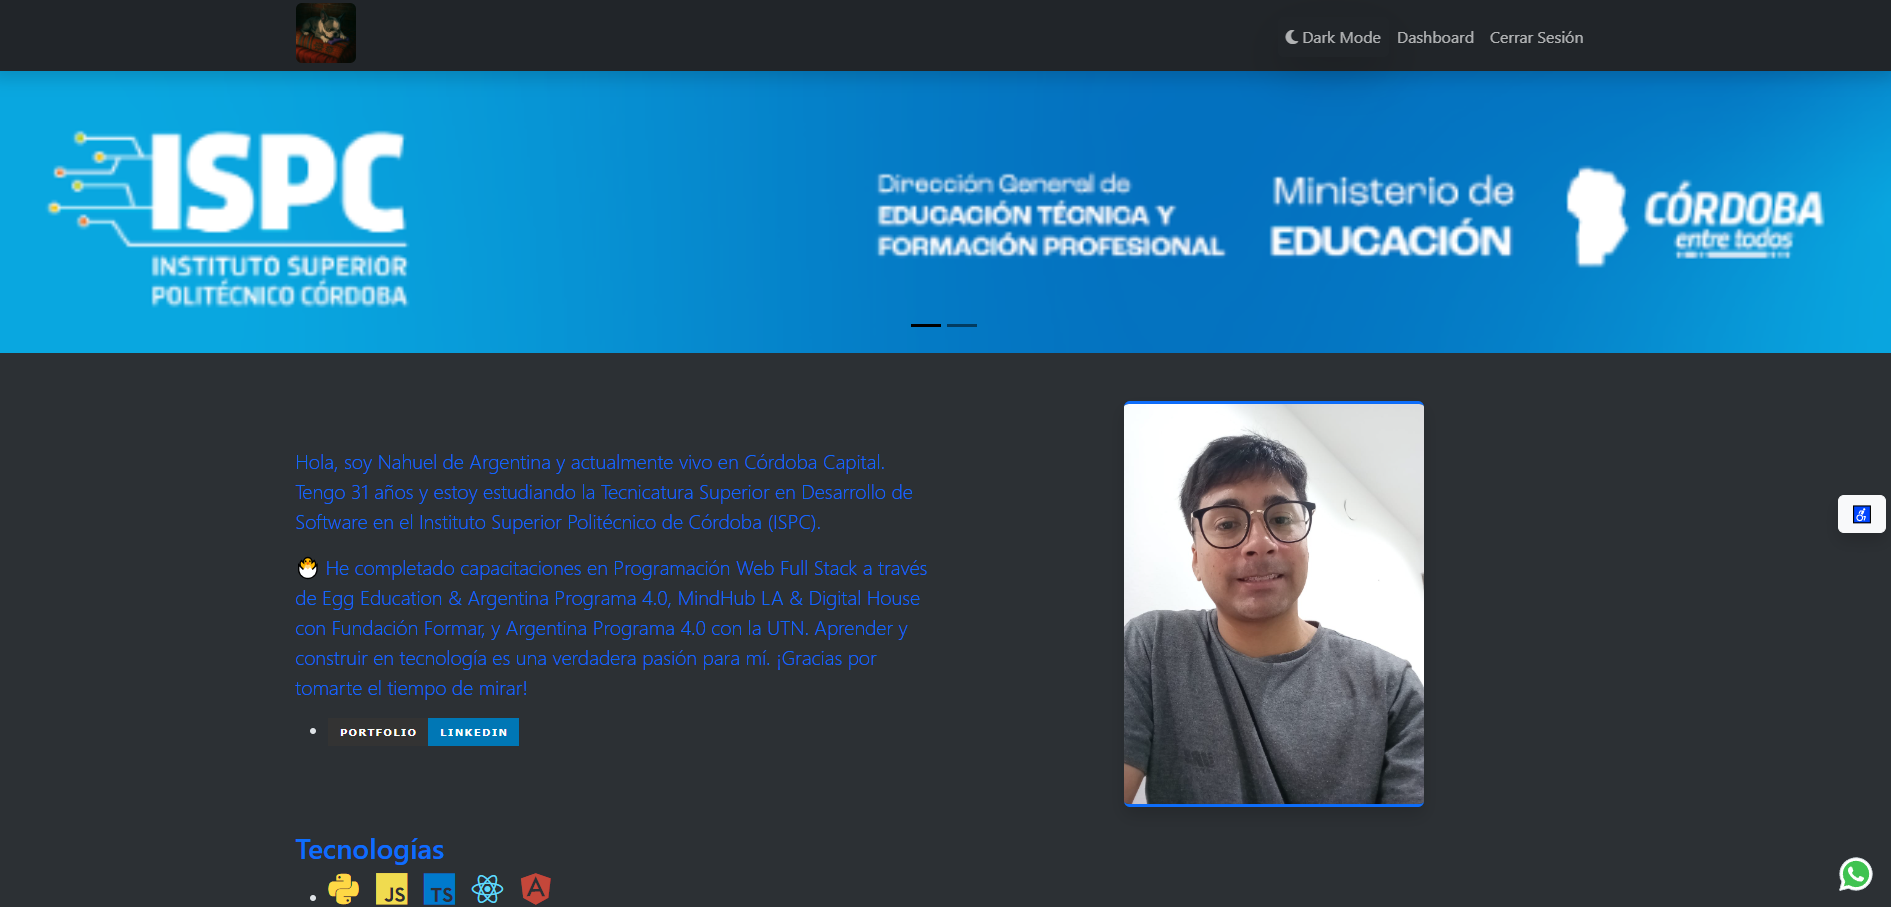 Dark Mode Dashboard Cerrar Sesión
ISPC
INSTITUTO SUPERIOR
POLITÉCNICO CÓRDOBA
Dirección General de
EDUCACIÓN TÉCNICA Y
FORMACIÓN PROFESIONAL
Ministerio de
EDUCACIÓN
CÓRDOBA
entre todos
Hola, soy Nahuel de Argentina y actualmente vivo en Córdoba Capital.
Tengo 31 años y estoy estudiando la Tecnicatura Superior en Desarrollo de
Software en el Instituto Superior Politécnico de Córdoba (ISPC).
🐣 He completado capacitaciones en Programación Web Full Stack a través
de Egg Education & Argentina Programa 4.0, MindHub LA & Digital House
con Fundación Formar, y Argentina Programa 4.0 con la UTN. Aprender y
construir en tecnología es una verdadera pasión para mí. ¡Gracias por
tomarte el tiempo de mirar!
PORTFOLIO LINKEDIN
Tecnologías
JS TS